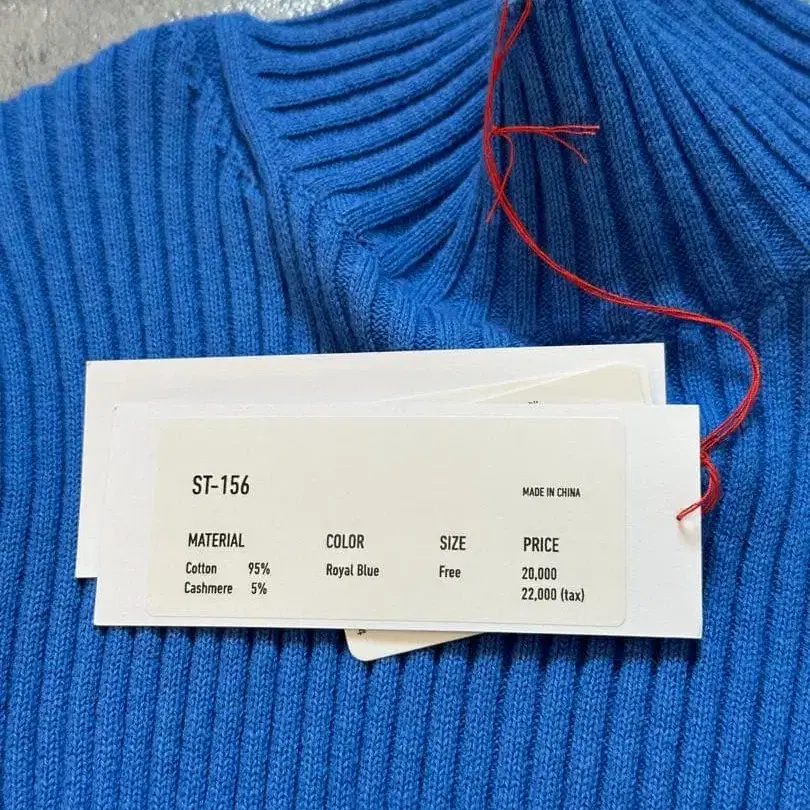 ST-156
MADE IN CHINA
MATERIAL COLOR SIZE PRICE
Cotton 95% Royal Blue Free 20,000
Cashmere 5% 22,000 (tax)